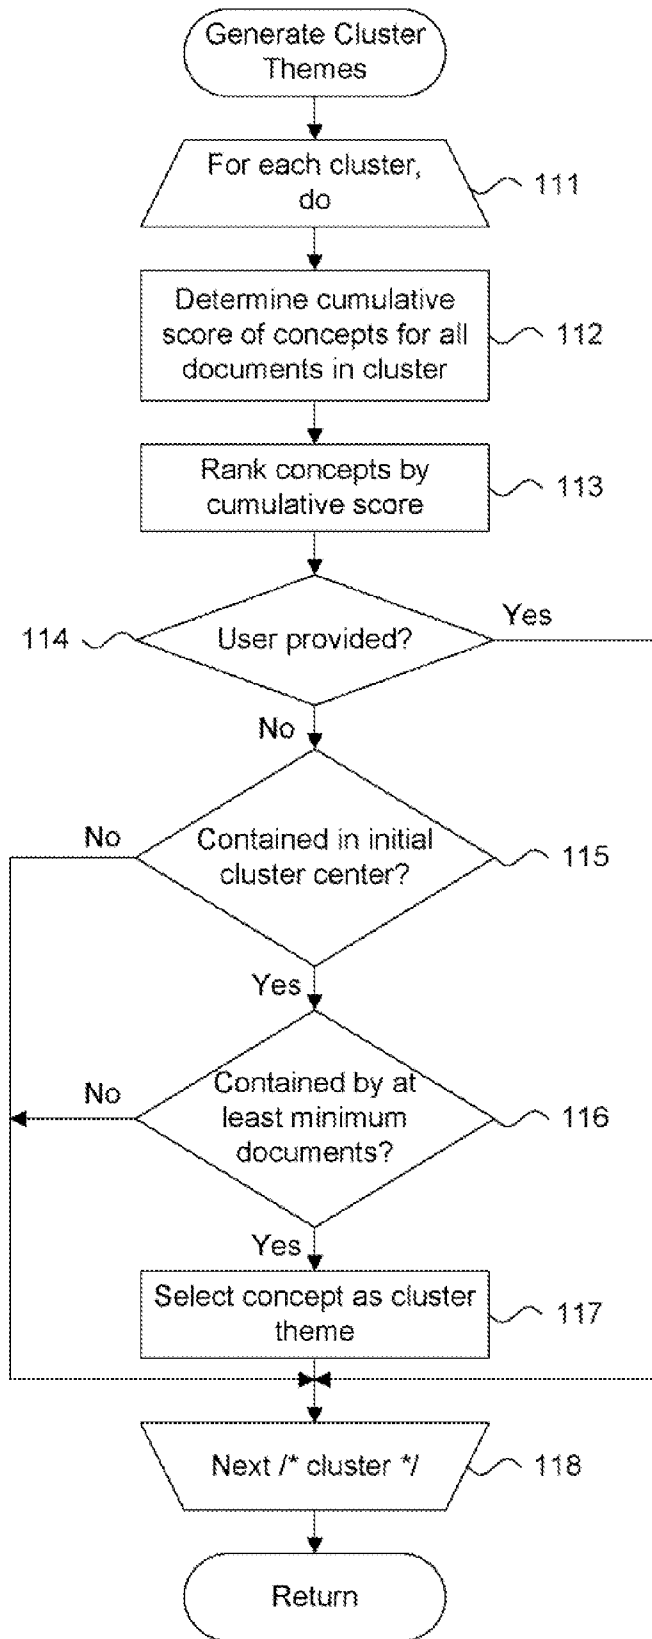 Generate Cluster
Themes
For each cluster,
do
111
Determine cumulative
score of concepts for all
documents in cluster
112
Rank concepts by
cumulative score
113
114
User provided?
Yes
No
No
Contained in initial
cluster center?
115
Yes
No
Contained by at
least minimum
documents?
116
Yes
Select concept as cluster
theme
117
Next /* cluster */
118
Return